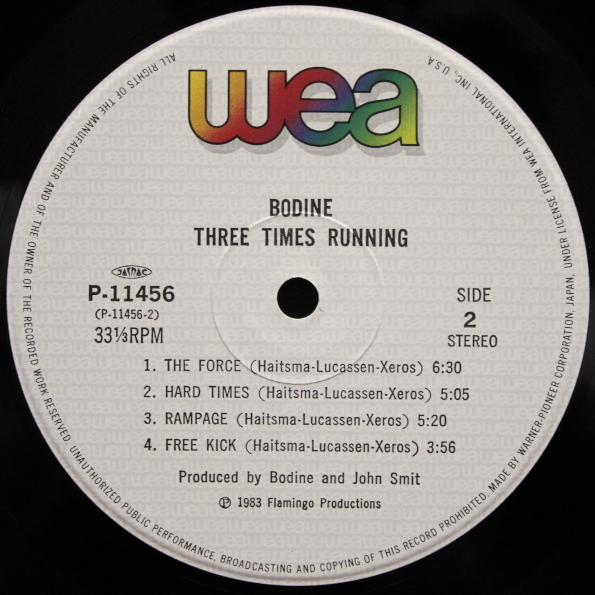 wea
BODINE
THREE TIMES RUNNING
JASRAC
P-11456
(P-11456-2)
33⅓RPM
SIDE
2
STEREO
1. THE FORCE (Haitsma-Lucassen-Xeros) 6:30
2. HARD TIMES (Haitsma-Lucassen-Xeros) 5:05
3. RAMPAGE (Haitsma-Lucassen-Xeros) 5:20
4. FREE KICK (Haitsma-Lucassen-Xeros) 3:56
Produced by Bodine and John Smit
℗ 1983 Flamingo Productions
ALL RIGHTS OF THE MANUFACTURER AND OF THE OWNER OF THE RECORDED WORK RESERVED. UNAUTHORIZED PUBLIC PERFORMANCE, BROADCASTING AND COPYING OF THIS RECORD PROHIBITED. MADE BY WARNER-PIONEER CORPORATION, JAPAN, UNDER LICENSE FROM WEA INTERNATIONAL INC., U.S.A